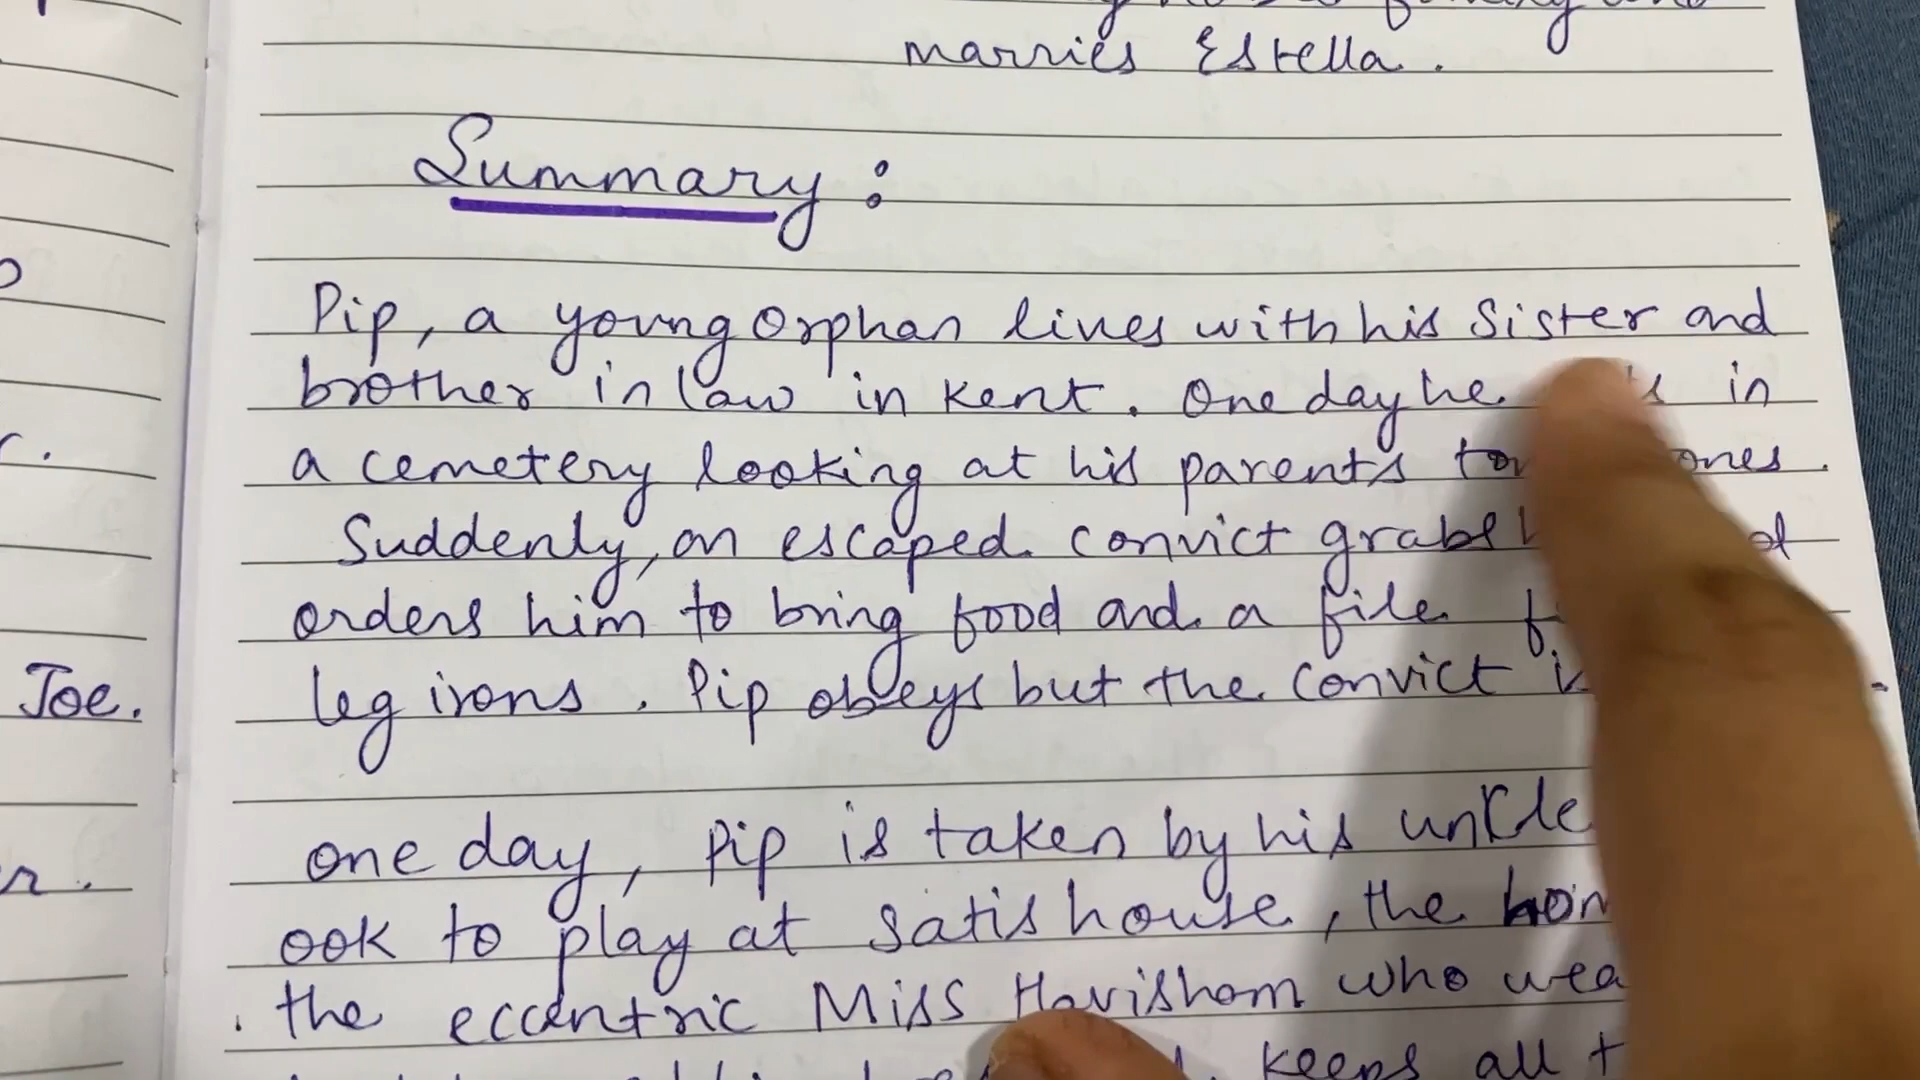 married Estella.
Summary :
Pip, a young orphan lives with his Sister and
brother in law in Kent. One day he in
a cemetery looking at his parents
Suddenly, an escaped convict grabs
orders him to bring food and a file
leg irons. Pip obeys but the convict
Joe.
one day, Pip is taken by his uncle
ook to play at satis house, the
the eccentric Miss Havisham who
keeps all